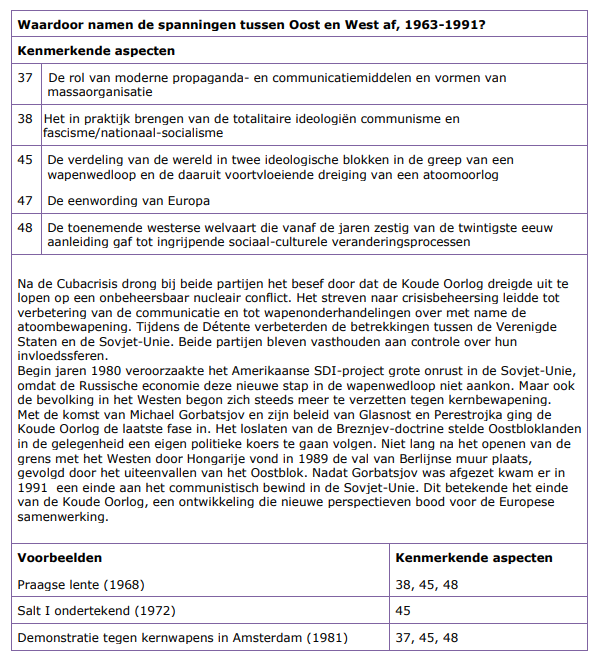 Waardoor namen de spanningen tussen Oost en West af, 1963-1991?
Kenmerkende aspecten
37 De rol van moderne propaganda- en communicatiemiddelen en vormen van
massaorganisatie
38 Het in praktijk brengen van de totalitaire ideologiën communisme en
fascisme/nationaal-socialisme
45 De verdeling van de wereld in twee ideologische blokken in de greep van een
wapenwedloop en de daaruit voortvloeiende dreiging van een atoomoorlog
47 De eenwording van Europa
48 De toenemende westerse welvaart die vanaf de jaren zestig van de twintigste eeuw
aanleiding gaf tot ingrijpende sociaal-culturele veranderingsprocessen
Na de Cubacrisis drong bij beide partijen het besef door dat de Koude Oorlog dreigde uit te
lopen op een onbeheersbaar nucleair conflict. Het streven naar crisisbeheersing leidde tot
verbetering van de communicatie en tot wapenonderhandelingen over met name de
atoombewapening. Tijdens de Détente verbeterden de betrekkingen tussen de Verenigde
Staten en de Sovjet-Unie. Beide partijen bleven vasthouden aan controle over hun
invloedssferen.
Begin jaren 1980 veroorzaakte het Amerikaanse SDI-project grote onrust in de Sovjet-Unie,
omdat de Russische economie deze nieuwe stap in de wapenwedloop niet aankon. Maar ook
de bevolking in het Westen begon zich steeds meer te verzetten tegen kernbewapening.
Met de komst van Michael Gorbatsjov en zijn beleid van Glasnost en Perestrojka ging de
Koude Oorlog de laatste fase in. Het loslaten van de Breznjev-doctrine stelde Oostbloklanden
in de gelegenheid een eigen politieke koers te gaan volgen. Niet lang na het openen van de
grens met het Westen door Hongarije vond in 1989 de val van Berlijnse muur plaats,
gevolgd door het uiteenvallen van het Oostblok. Nadat Gorbatsjov was afgezet kwam er in
1991 een einde aan het communistisch bewind in de Sovjet-Unie. Dit betekende het einde
van de Koude Oorlog, een ontwikkeling die nieuwe perspectieven bood voor de Europese
samenwerking.
Voorbeelden Kenmerkende aspecten
Praagse lente (1968) 38, 45, 48
Salt I ondertekend (1972) 45
Demonstratie tegen kernwapens in Amsterdam (1981) 37, 45, 48